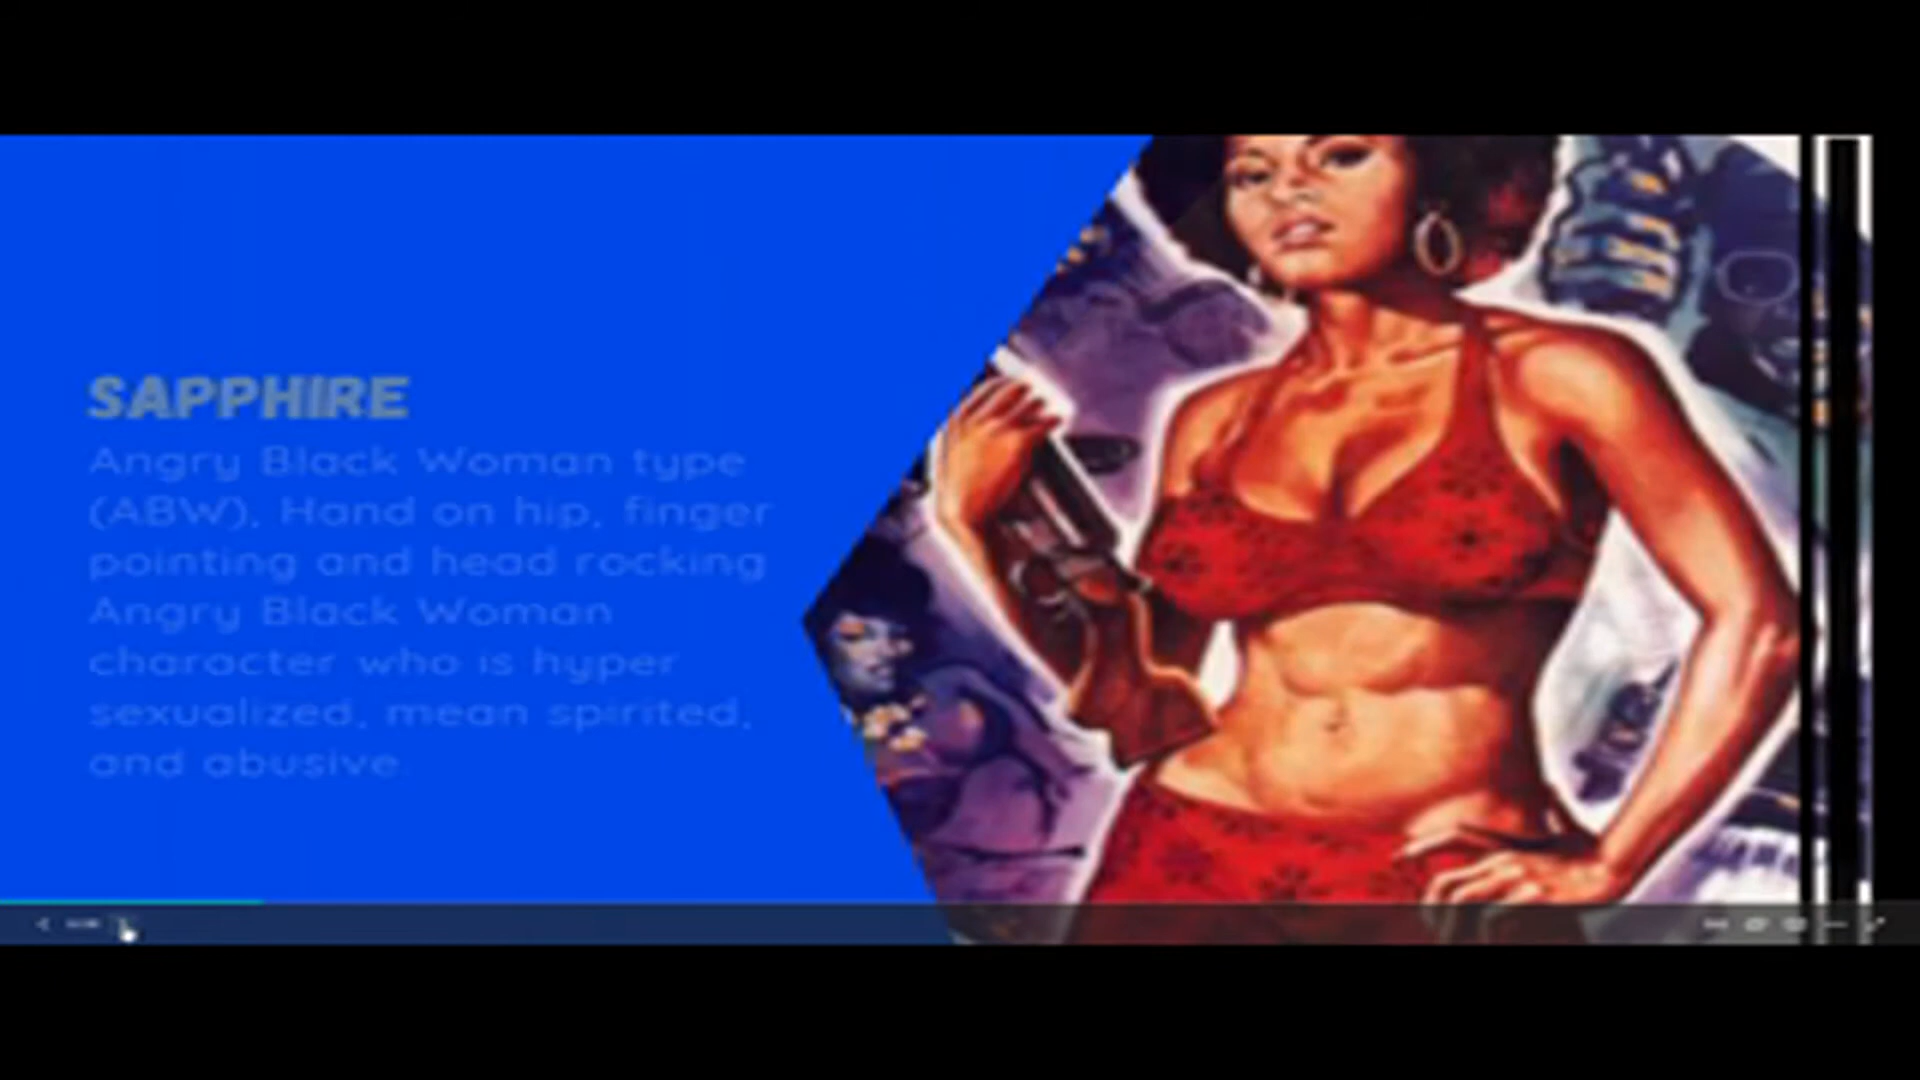 SAPPHIRE
Angry Black Woman type
(ABW), Hand on hip, finger
pointing and head rocking
Angry Black Woman
character who is hyper
sexualized, mean spirited,
and abusive.